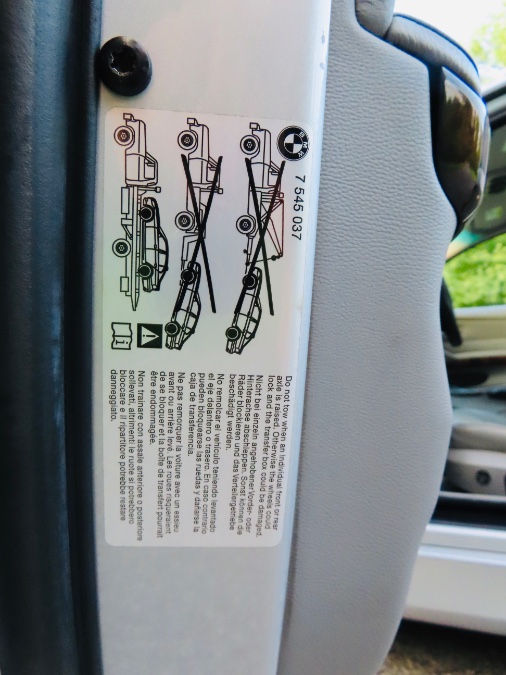 BMW
7 545 037
Do not tow when an individual front or rear
axle is raised. Otherwise the wheels could
lock and the transfer box could be damaged.
Nicht bei einzeln angehobener Vorder- oder
Hinterachse abschleppen. Sonst können die
Räder blockieren und das Verteilergetriebe
beschädigt werden.
No remolcar el vehículo teniendo levantado
el eje delantero o trasero. En caso contrario
pueden bloquearse las ruedas y dañarse la
caja de transferencia.
Ne pas remorquer la voiture avec un essieu
avant ou arrière levé. Les roues risqueraient
de se bloquer et la boîte de transfert pourrait
être endommagée.
Non trainare con assale anteriore o posteriore
sollevati, altrimenti le ruote si potrebbero
bloccare e il ripartitore potrebbe restare
danneggiato.